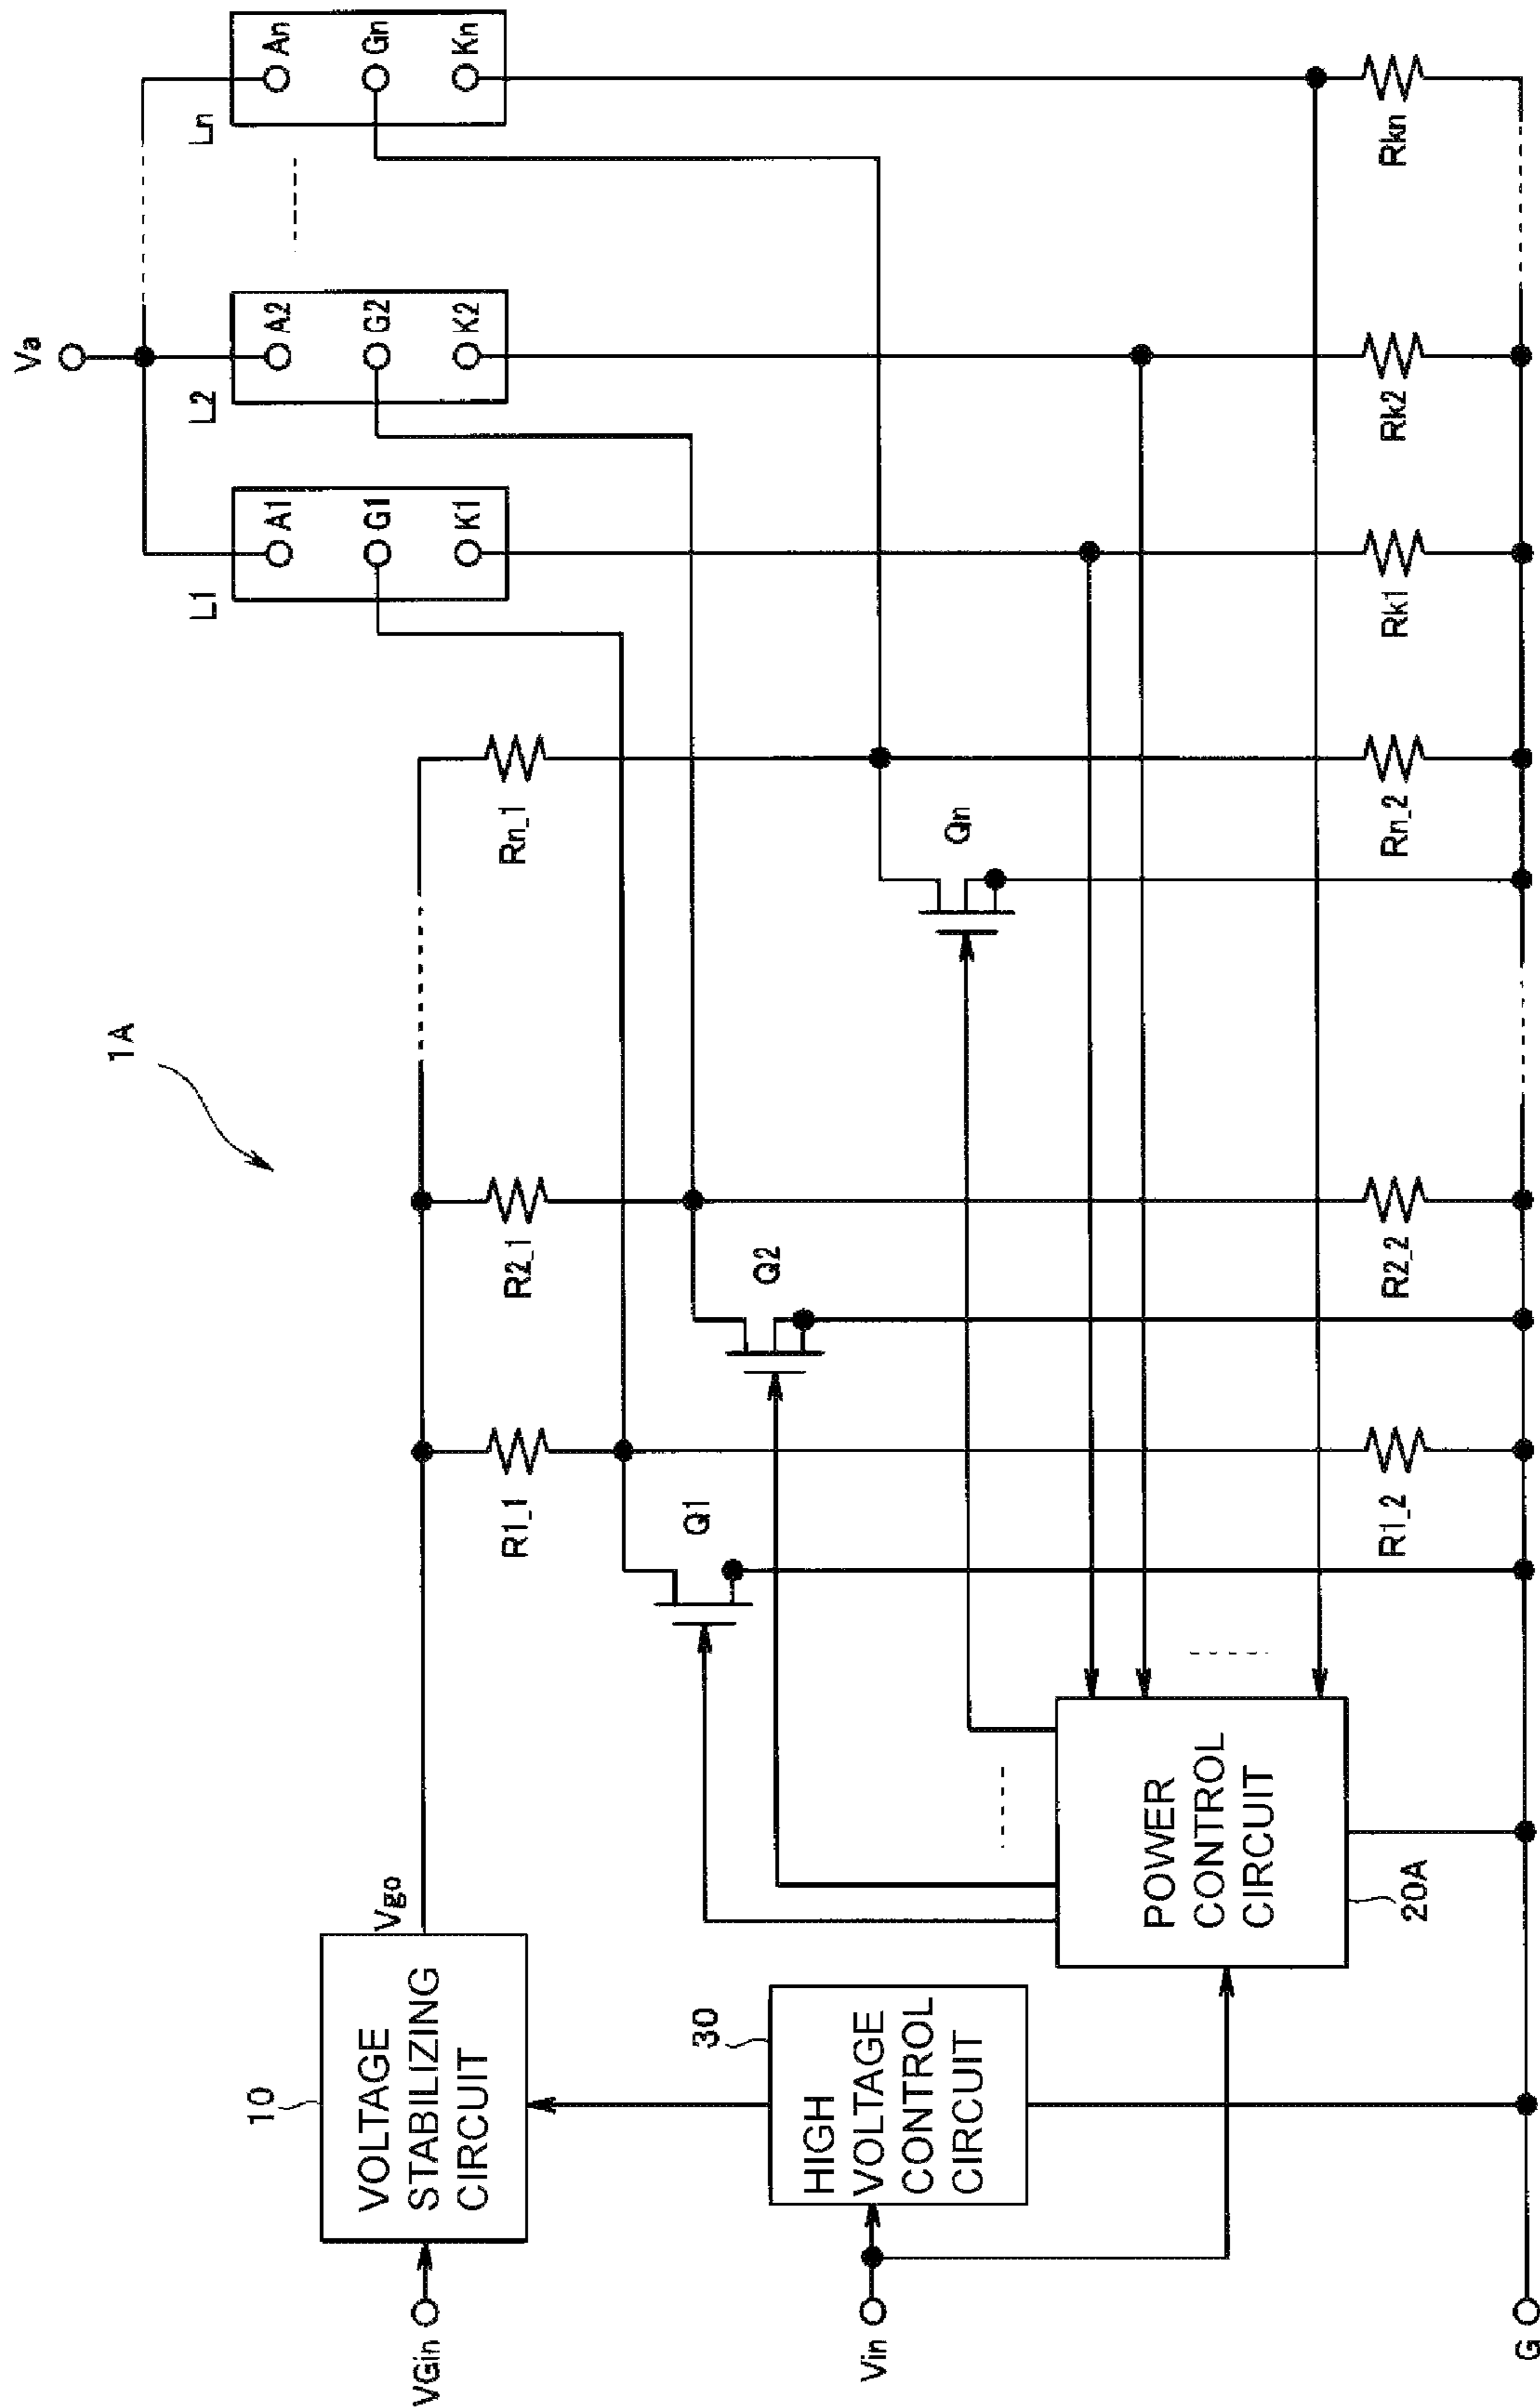 1A
Va
L1
L2
Ln
A1
A2
An
G1
G2
Gn
K1
K2
Kn
VGin
10
VOLTAGE
STABILIZING
CIRCUIT
Vgo
R1_1
R2_1
Rn_1
Q1
Q2
Qn
Vin
30
HIGH
VOLTAGE
CONTROL
CIRCUIT
POWER
CONTROL
CIRCUIT
20A
R1_2
R2_2
Rn_2
Rk1
Rk2
Rkn
G